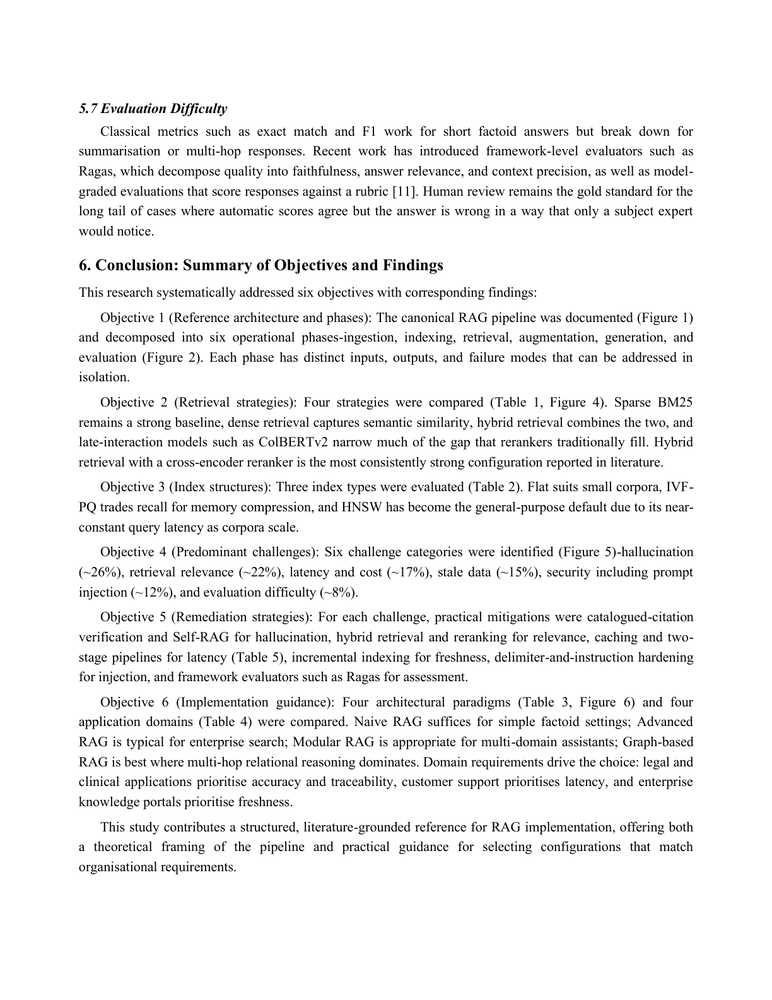 5.7 Evaluation Difficulty
Classical metrics such as exact match and F1 work for short factoid answers but break down for
summarisation or multi-hop responses. Recent work has introduced framework-level evaluators such as
Ragas, which decompose quality into faithfulness, answer relevance, and context precision, as well as model-
graded evaluations that score responses against a rubric [11]. Human review remains the gold standard for the
long tail of cases where automatic scores agree but the answer is wrong in a way that only a subject expert
would notice.
6. Conclusion: Summary of Objectives and Findings
This research systematically addressed six objectives with corresponding findings:
Objective 1 (Reference architecture and phases): The canonical RAG pipeline was documented (Figure 1)
and decomposed into six operational phases-ingestion, indexing, retrieval, augmentation, generation, and
evaluation (Figure 2). Each phase has distinct inputs, outputs, and failure modes that can be addressed in
isolation.
Objective 2 (Retrieval strategies): Four strategies were compared (Table 1, Figure 4). Sparse BM25
remains a strong baseline, dense retrieval captures semantic similarity, hybrid retrieval combines the two, and
late-interaction models such as ColBERTv2 narrow much of the gap that rerankers traditionally fill. Hybrid
retrieval with a cross-encoder reranker is the most consistently strong configuration reported in literature.
Objective 3 (Index structures): Three index types were evaluated (Table 2). Flat suits small corpora, IVF-
PQ trades recall for memory compression, and HNSW has become the general-purpose default due to its near-
constant query latency as corpora scale.
Objective 4 (Predominant challenges): Six challenge categories were identified (Figure 5)-hallucination
(~26%), retrieval relevance (~22%), latency and cost (~17%), stale data (~15%), security including prompt
injection (~12%), and evaluation difficulty (~8%).
Objective 5 (Remediation strategies): For each challenge, practical mitigations were catalogued-citation
verification and Self-RAG for hallucination, hybrid retrieval and reranking for relevance, caching and two-
stage pipelines for latency (Table 5), incremental indexing for freshness, delimiter-and-instruction hardening
for injection, and framework evaluators such as Ragas for assessment.
Objective 6 (Implementation guidance): Four architectural paradigms (Table 3, Figure 6) and four
application domains (Table 4) were compared. Naive RAG suffices for simple factoid settings; Advanced
RAG is typical for enterprise search; Modular RAG is appropriate for multi-domain assistants; Graph-based
RAG is best where multi-hop relational reasoning dominates. Domain requirements drive the choice: legal and
clinical applications prioritise accuracy and traceability, customer support prioritises latency, and enterprise
knowledge portals prioritise freshness.
This study contributes a structured, literature-grounded reference for RAG implementation, offering both
a theoretical framing of the pipeline and practical guidance for selecting configurations that match
organisational requirements.